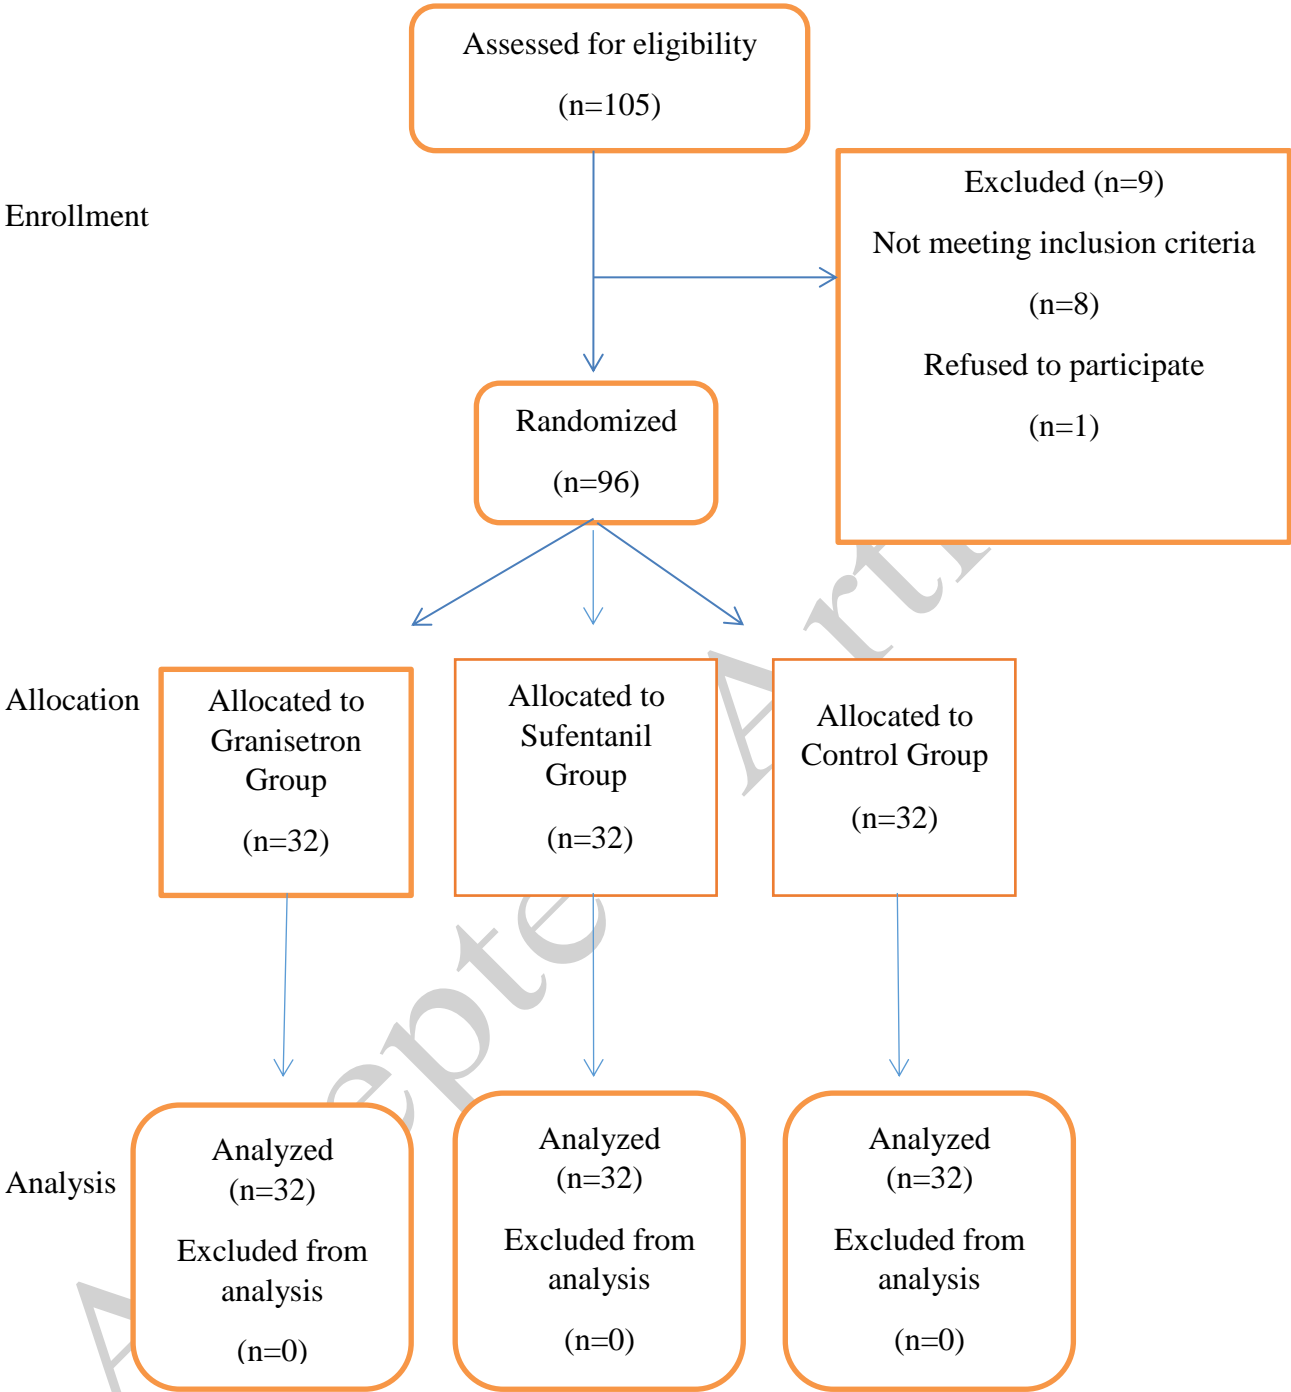 Assessed for eligibility
(n=105)
Enrollment
Excluded (n=9)
Not meeting inclusion criteria
(n=8)
Refused to participate
(n=1)
Randomized
(n=96)
Allocation
Allocated to
Granisetron
Group
(n=32)
Allocated to
Sufentanil
Group
(n=32)
Allocated to
Control Group
(n=32)
Analysis
Analyzed
(n=32)
Excluded from
analysis
(n=0)
Analyzed
(n=32)
Excluded from
analysis
(n=0)
Analyzed
(n=32)
Excluded from
analysis
(n=0)